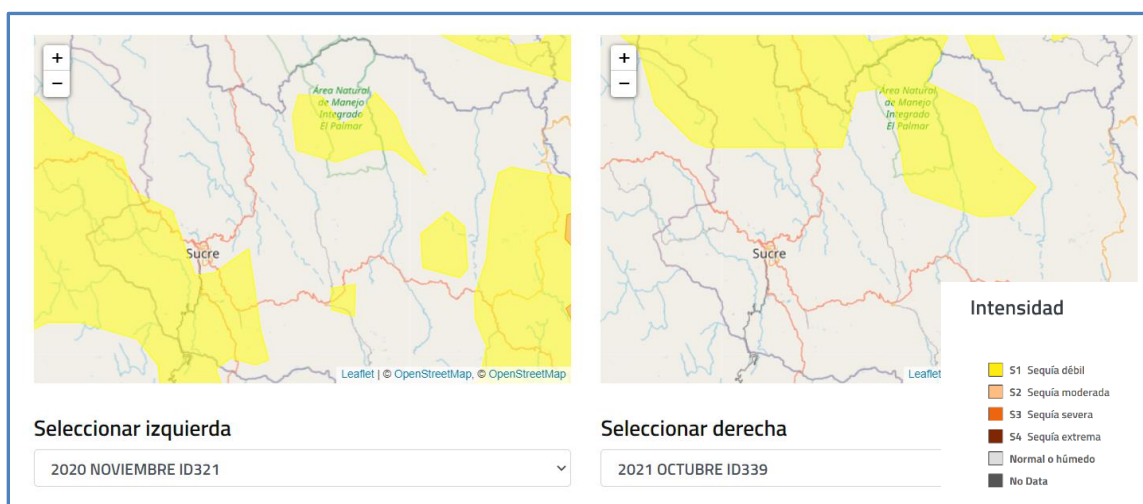 +
−
Área Natural
de Manejo
Integrado
El Palmar
Sucre
Leaflet | © OpenStreetMap, © OpenStreetMap
+
−
Área Natural
de Manejo
Integrado
El Palmar
Sucre
Leaflet
Intensidad
S1 Sequía débil
S2 Sequía moderada
S3 Sequía severa
S4 Sequía extrema
Normal o húmedo
No Data
Seleccionar izquierda
2020 NOVIEMBRE ID321
Seleccionar derecha
2021 OCTUBRE ID339